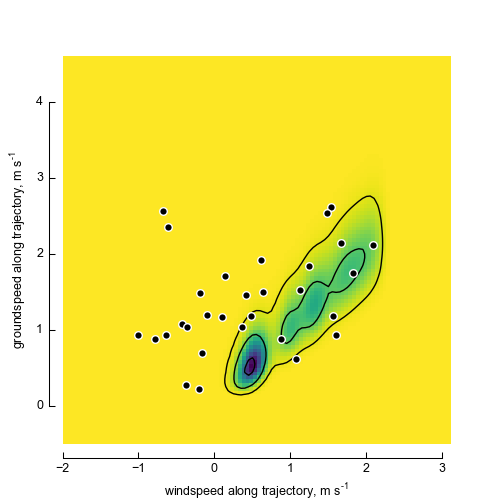 4
3
2
1
0
groundspeed along trajectory, m s⁻¹
−2 −1 0 1 2 3
windspeed along trajectory, m s⁻¹